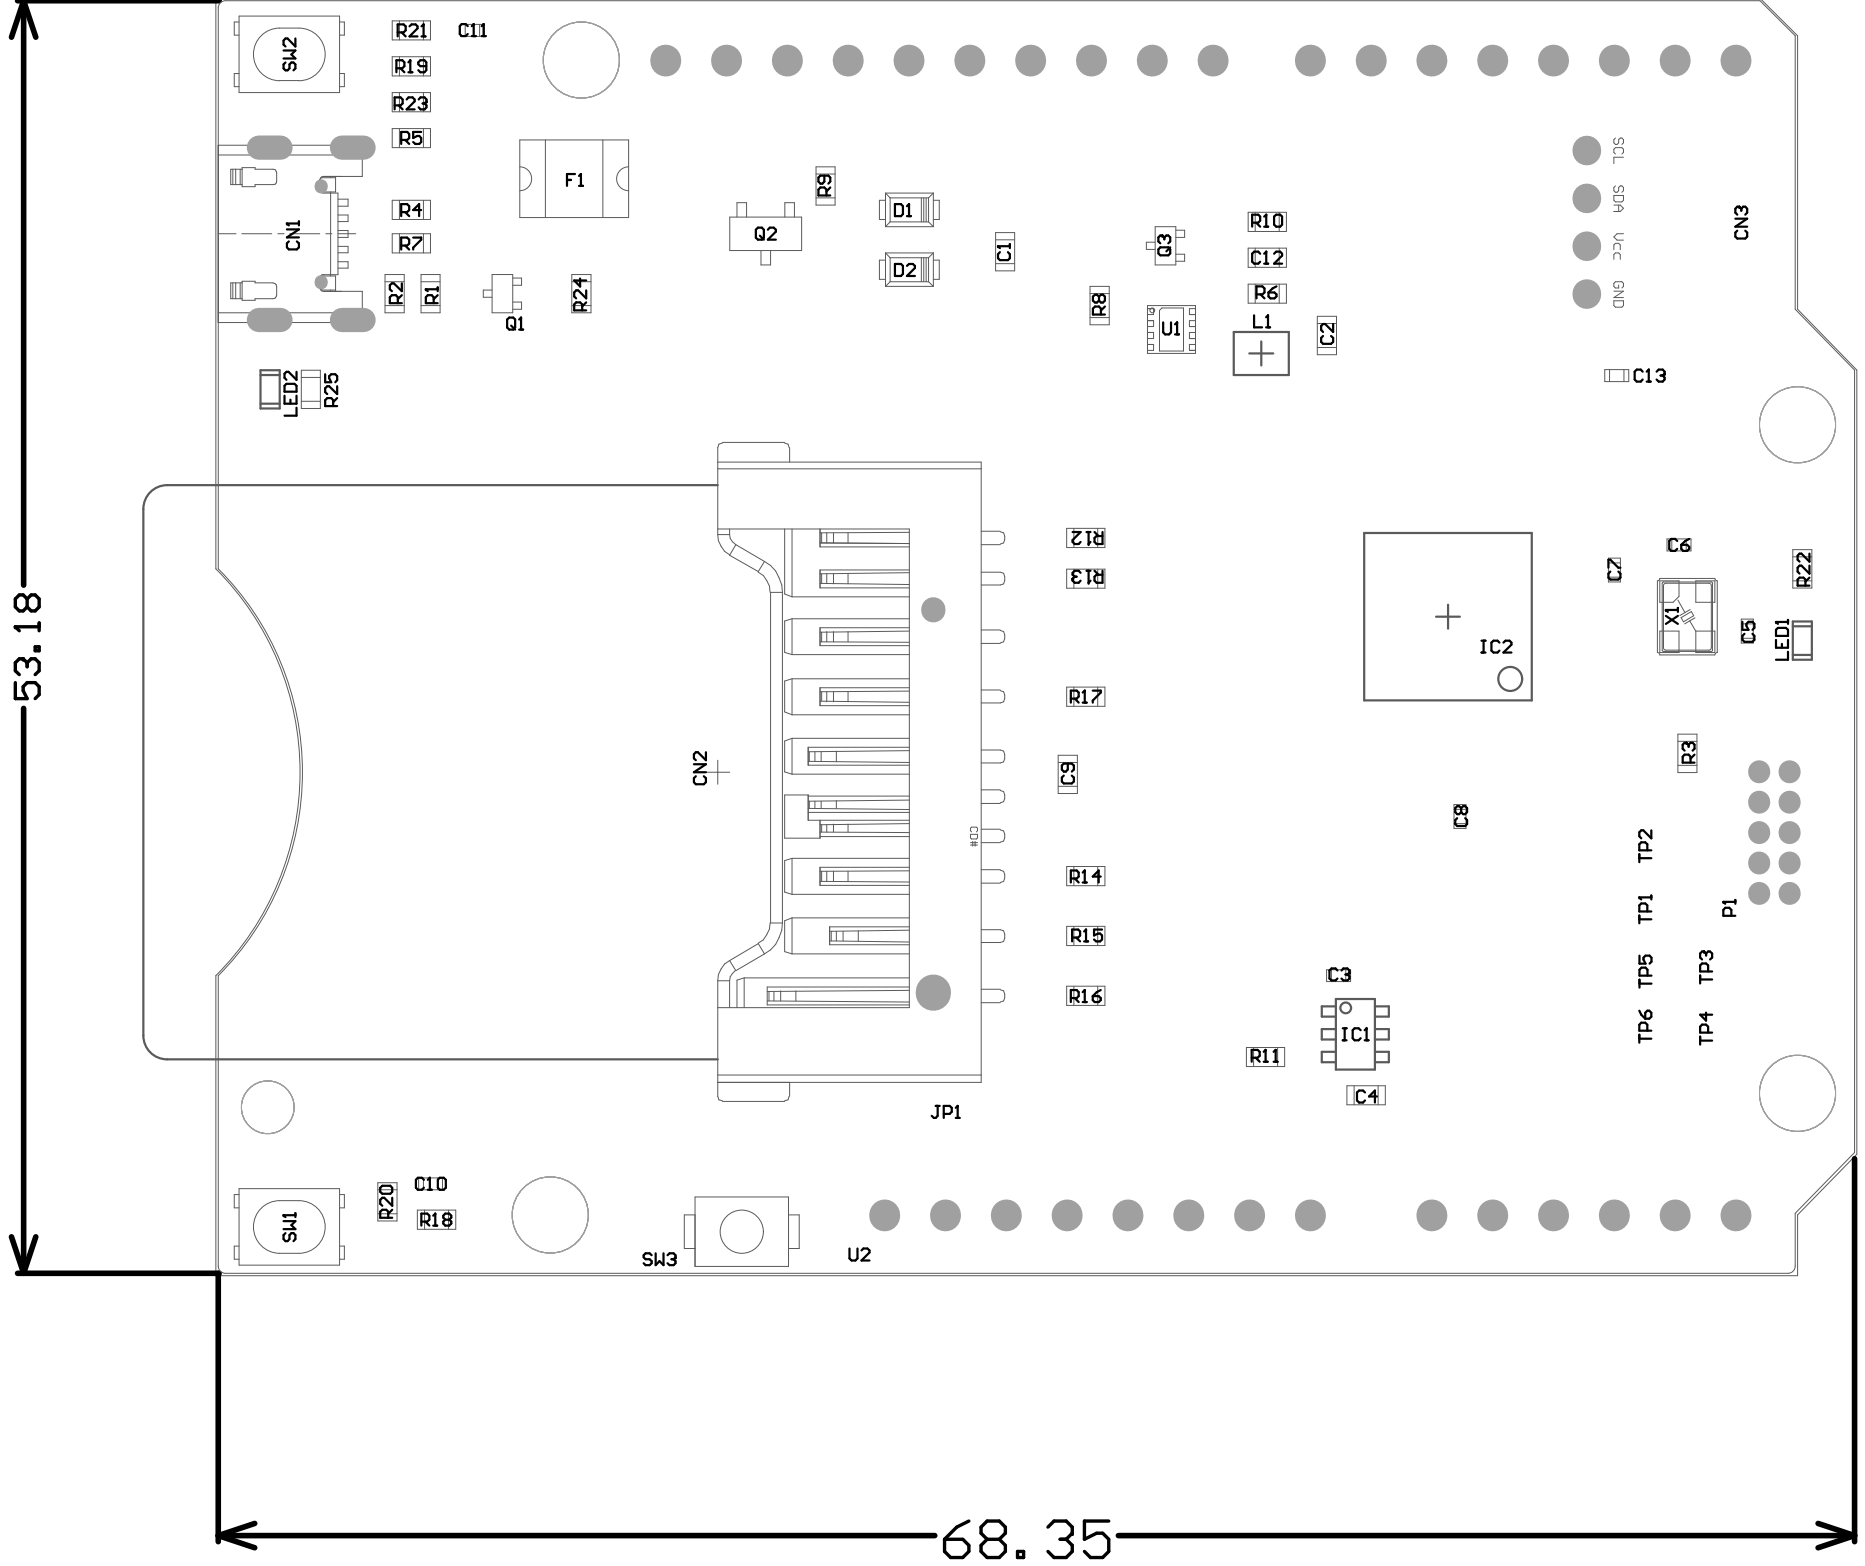 SW2
R21
C11
R19
R23
R5
F1
R9
D1
Q2
CN1
R4
R7
C1
D2
Q3
R10
C12
R6
SCL
SDA
Vcc
GND
CN3
R2
R1
Q1
R24
R8
U1
L1
C2
C13
LED2
R25
R12
R13
C6
C7
R22
X1
C5
LED1
IC2
53.18
R17
CN2
C9
R3
C8
CD#
TP2
R14
TP1
P1
R15
TP5
TP3
R16
C3
TP6
TP4
IC1
R11
C4
JP1
R20
C10
R18
SW1
SW3
U2
68.35